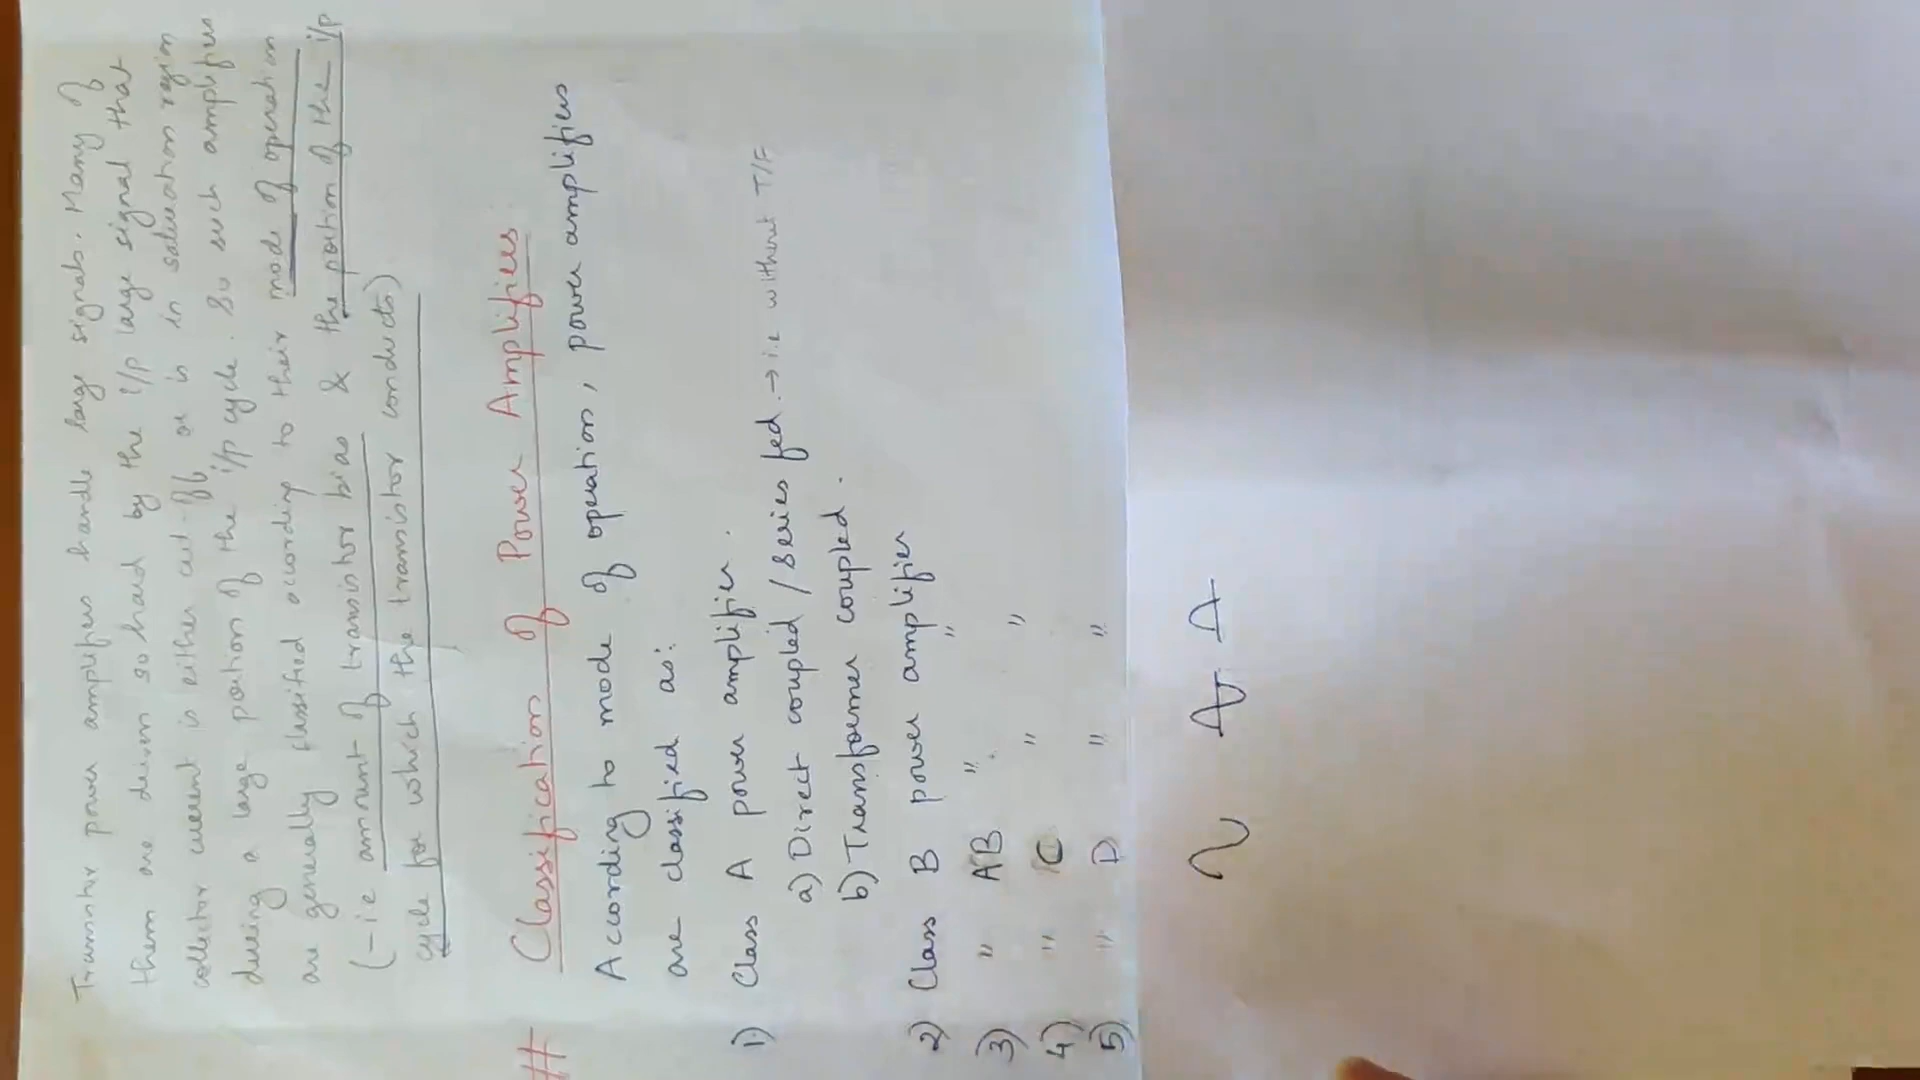 Transistor power amplifiers handle large signals. Many of
them are driven so hard by the i/p large signal that
collector current is either cut-off or is in saturation region
during a large portion of the i/p cycle. So such amplifiers
are generally classified according to their mode of operation
(-ie amount of transistor bias & the portion of the i/p
cycle for which the transistor conducts)
# Classification of Power Amplifiers
According to mode of operation, power amplifiers
are classified as:
1) Class A power amplifier.
a) Direct coupled / series fed. → i.e without T/F
b) Transformer coupled.
2) Class B power amplifier
3) " AB " "
4) " C " "
5) " D " "